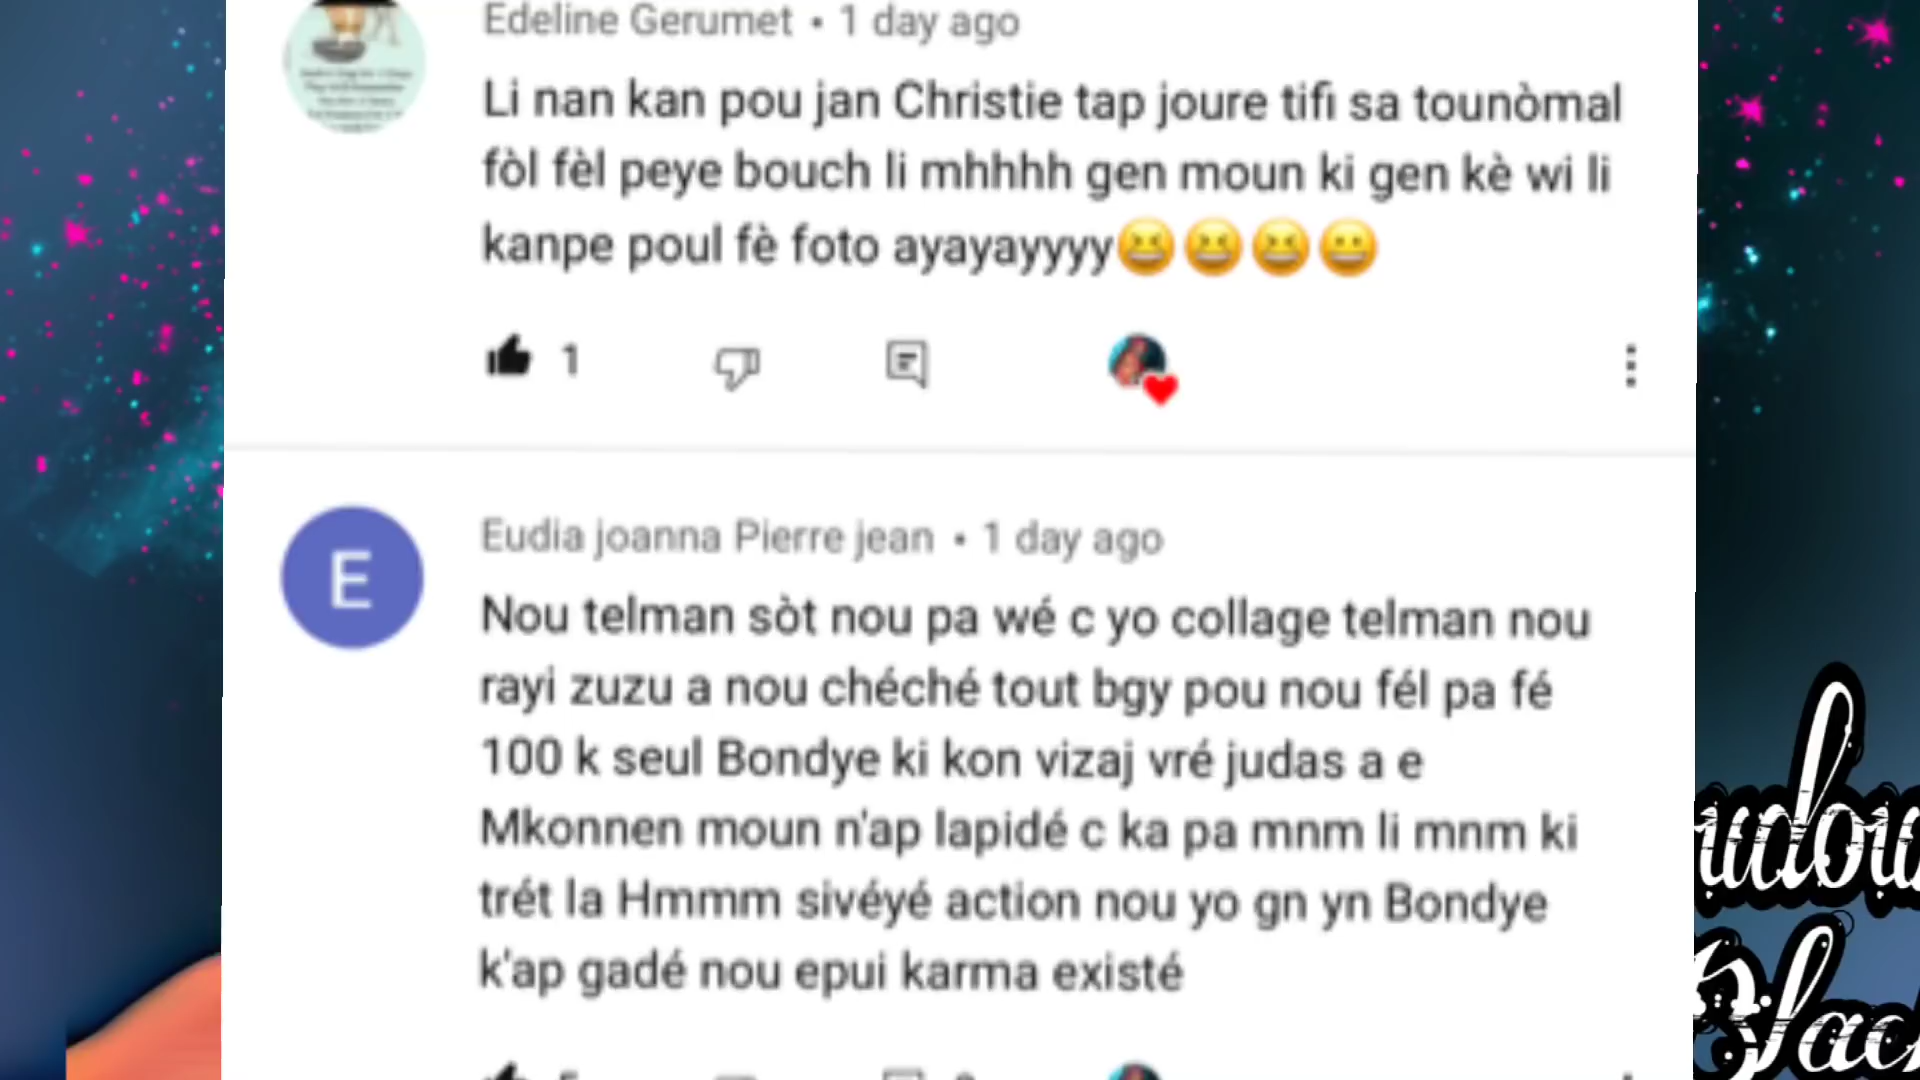 Edeline Gerumet • 1 day ago
Li nan kan pou jan Christie tap joure tifi sa tounòmal
fòl fèl peye bouch li mhhhh gen moun ki gen kè wi li
kanpe poul fè foto ayayayyyy😆😆😆😀
1
E
Eudia joanna Pierre jean • 1 day ago
Nou telman sòt nou pa wé c yo collage telman nou
rayi zuzu a nou chéché tout bgy pou nou fél pa fé
100 k seul Bondye ki kon vizaj vré judas a e
Mkonnen moun n'ap lapidé c ka pa mnm li mnm ki
trét la Hmmm sivéyé action nou yo gn yn Bondye
k'ap gadé nou epui karma existé